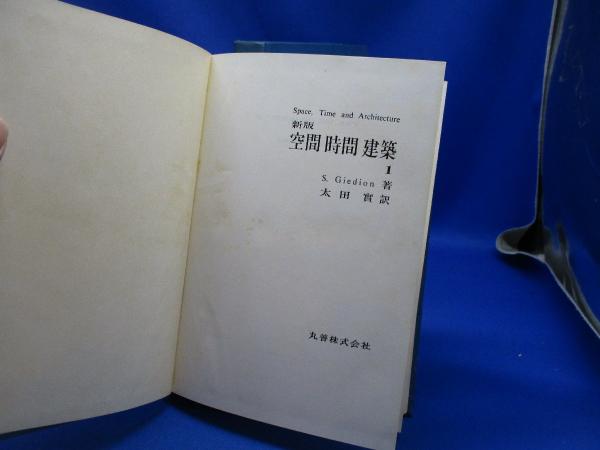 Space, Time and Architecture
新版
空間 時間 建築
1
S. Giedion 著
太田 實 訳
丸善株式会社